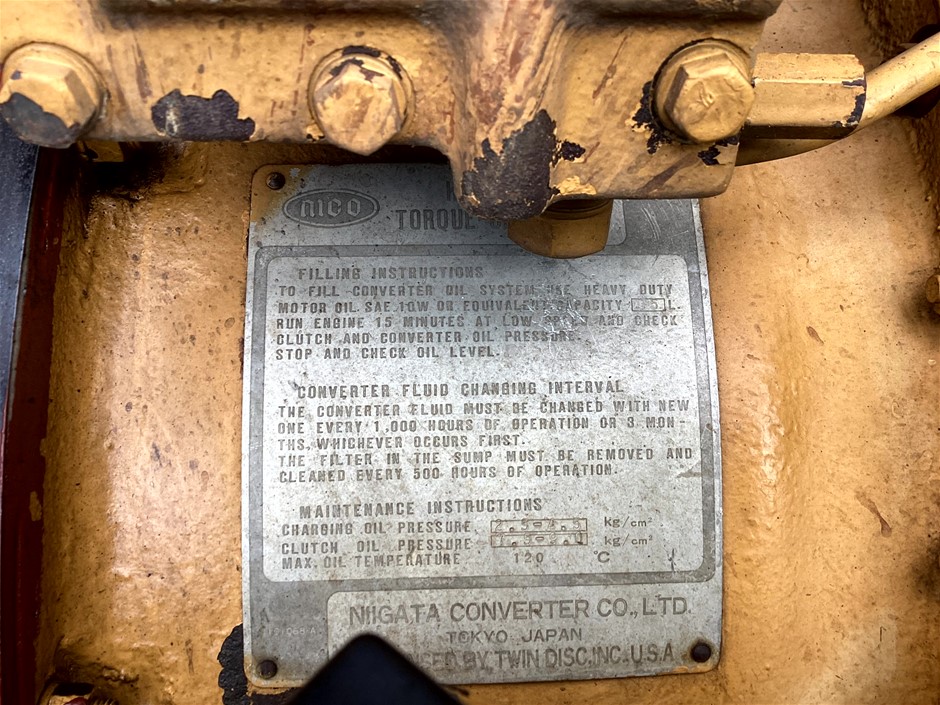 NICO
TORQUE
FILLING INSTRUCTIONS
TO FILL CONVERTER OIL SYSTEM USE HEAVY DUTY
MOTOR OIL SAE 10W OR EQUIVALENT CAPACITY L.
RUN ENGINE 15 MINUTES AT LOW SPEED AND CHECK
CLUTCH AND CONVERTER OIL PRESSURE.
STOP AND CHECK OIL LEVEL.
CONVERTER FLUID CHANGING INTERVAL
THE CONVERTER FLUID MUST BE CHANGED WITH NEW
ONE EVERY 1,000 HOURS OF OPERATION OR 3 MON-
THS, WHICHEVER OCCURS FIRST.
THE FILTER IN THE SUMP MUST BE REMOVED AND
CLEANED EVERY 500 HOURS OF OPERATION.
MAINTENANCE INSTRUCTIONS
CHARGING OIL PRESSURE kg/cm²
CLUTCH OIL PRESSURE kg/cm²
MAX. OIL TEMPERATURE 120 °C
NIIGATA CONVERTER CO., LTD.
TOKYO JAPAN
BY TWIN DISC, INC., U.S.A